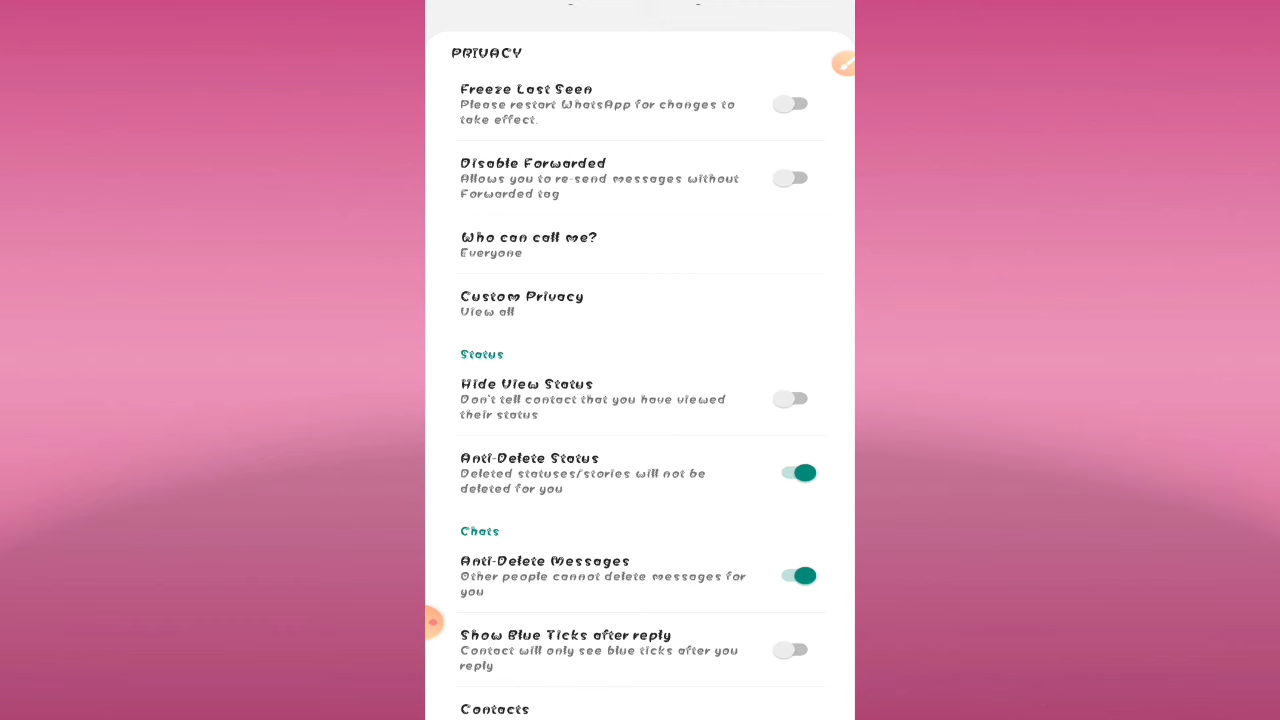 PRIVACY
Freeze Last Seen
Please restart WhatsApp for changes to
take effect.
Disable Forwarded
Allows you to re-send messages without
Forwarded tag
Who can call me?
Everyone
Custom Privacy
View all
Status
Hide View Status
Don't tell contact that you have viewed
their status
Anti-Delete Status
Deleted statuses/stories will not be
deleted for you
Chats
Anti-Delete Messages
Other people cannot delete messages for
you
Show Blue Ticks after reply
Contact will only see blue ticks after you
reply
Contacts